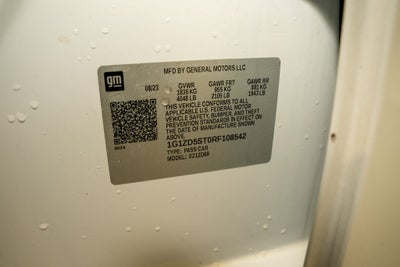 gm
MFD BY GENERAL MOTORS LLC
08/23 GVWR GAWR FRT GAWR RR
1836 KG 955 KG 881 KG
4048 LB 2105 LB 1943 LB
THIS VEHICLE CONFORMS TO ALL
APPLICABLE U.S. FEDERAL MOTOR
VEHICLE SAFETY, BUMPER, AND THEFT
PREVENTION STANDARDS IN EFFECT ON
THE DATE OF MANUFACTURE SHOWN
ABOVE.
1G1ZD5ST0RF108542
TYPE: PASS CAR